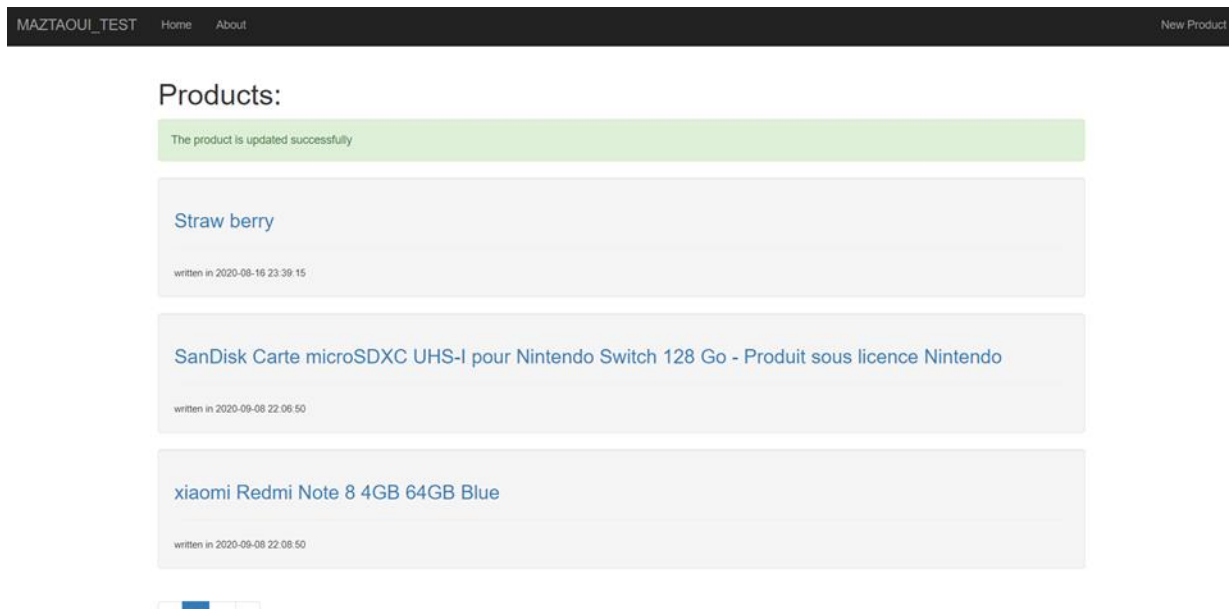 MAZTAOUI_TEST Home About New Product
Products:
The product is updated successfully
Straw berry
written in 2020-08-16 23:39:15
SanDisk Carte microSDXC UHS-I pour Nintendo Switch 128 Go - Produit sous licence Nintendo
written in 2020-09-08 22:06:50
xiaomi Redmi Note 8 4GB 64GB Blue
written in 2020-09-08 22:08:50